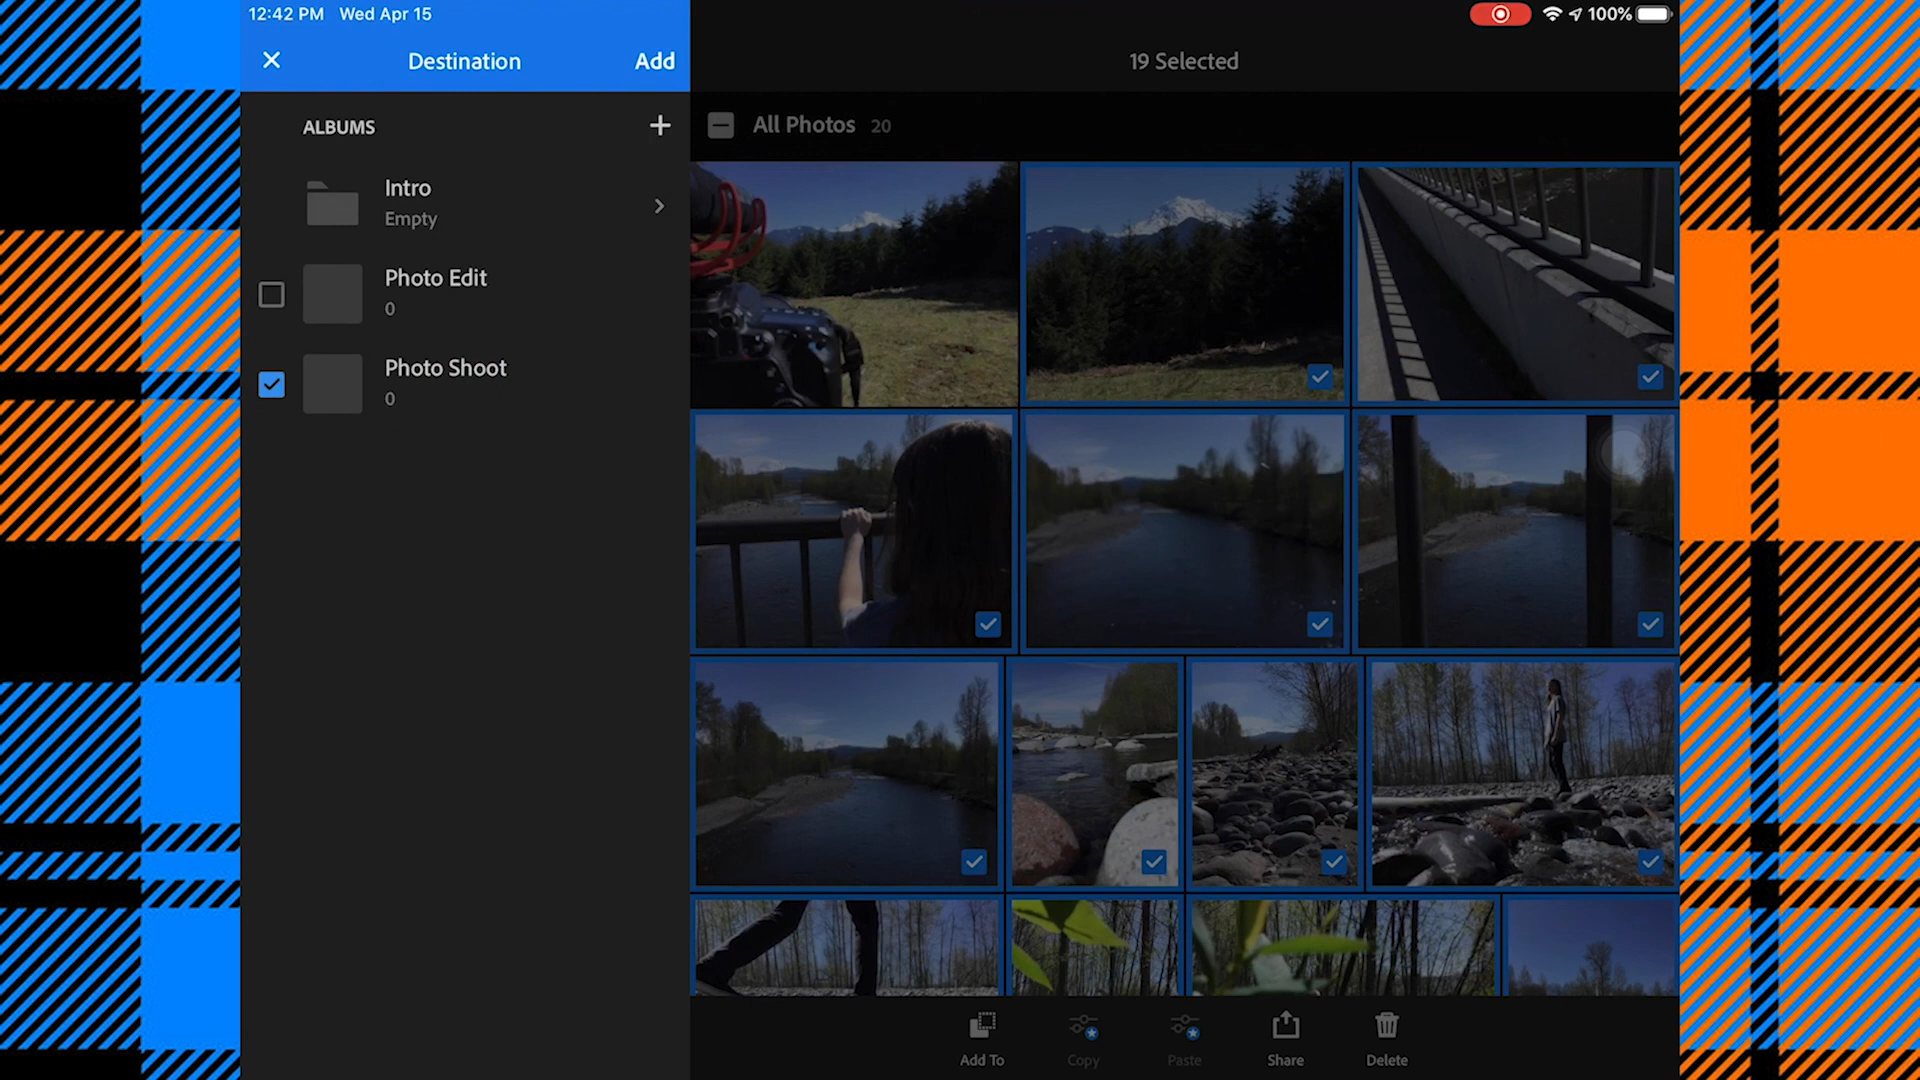 12:42 PM Wed Apr 15
100%
Destination
Add
19 Selected
ALBUMS
All Photos 20
Intro
Empty
Photo Edit
0
Photo Shoot
0
Add To
Copy
Paste
Share
Delete